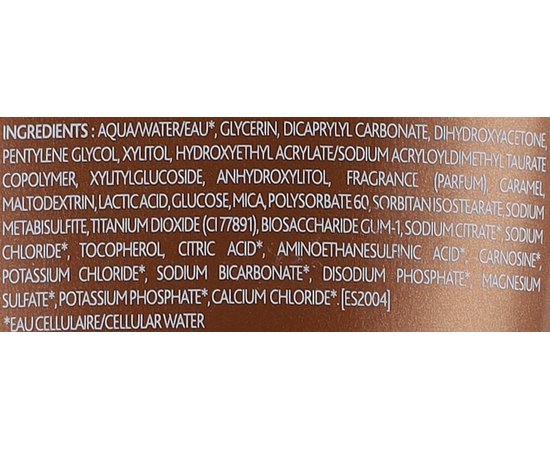 INGREDIENTS : AQUA/WATER/EAU*, GLYCERIN, DICAPRYLYL CARBONATE, DIHYDROXYACETONE,
PENTYLENE GLYCOL, XYLITOL, HYDROXYETHYL ACRYLATE/SODIUM ACRYLOYLDIMETHYL TAURATE
COPOLYMER, XYLITYLGLUCOSIDE, ANHYDROXYLITOL, FRAGRANCE (PARFUM), CARAMEL,
MALTODEXTRIN, LACTIC ACID, GLUCOSE, MICA, POLYSORBATE 60, SORBITAN ISOSTEARATE, SODIUM
METABISULFITE, TITANIUM DIOXIDE (CI 77891), BIOSACCHARIDE GUM-1, SODIUM CITRATE*, SODIUM
CHLORIDE*, TOCOPHEROL, CITRIC ACID*, AMINOETHANESULFINIC ACID*, CARNOSINE*,
POTASSIUM CHLORIDE*, SODIUM BICARBONATE*, DISODIUM PHOSPHATE*, MAGNESIUM
SULFATE*, POTASSIUM PHOSPHATE*, CALCIUM CHLORIDE*. [ES2004]
*EAU CELLULAIRE/CELLULAR WATER